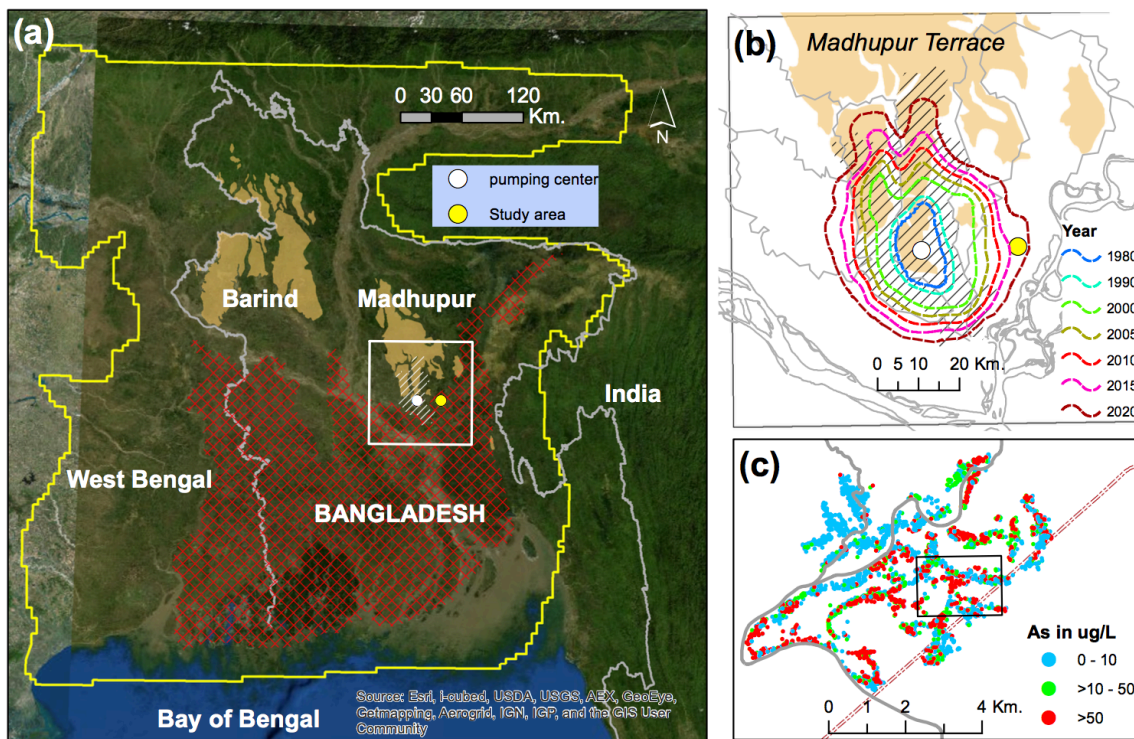 (a)
0 30 60 120
Km.
N
pumping center
Study area
Barind
Madhupur
India
West Bengal
BANGLADESH
Bay of Bengal
Source: Esri, i-cubed, USDA, USGS, AEX, GeoEye,
Getmapping, Aerogrid, IGN, IGP, and the GIS User
Community
(b)
Madhupur Terrace
Year
1980
1990
2000
2005
2010
2015
2020
0 5 10 20 Km.
(c)
As in ug/L
0 - 10
>10 - 50
>50
0 2 4 Km.